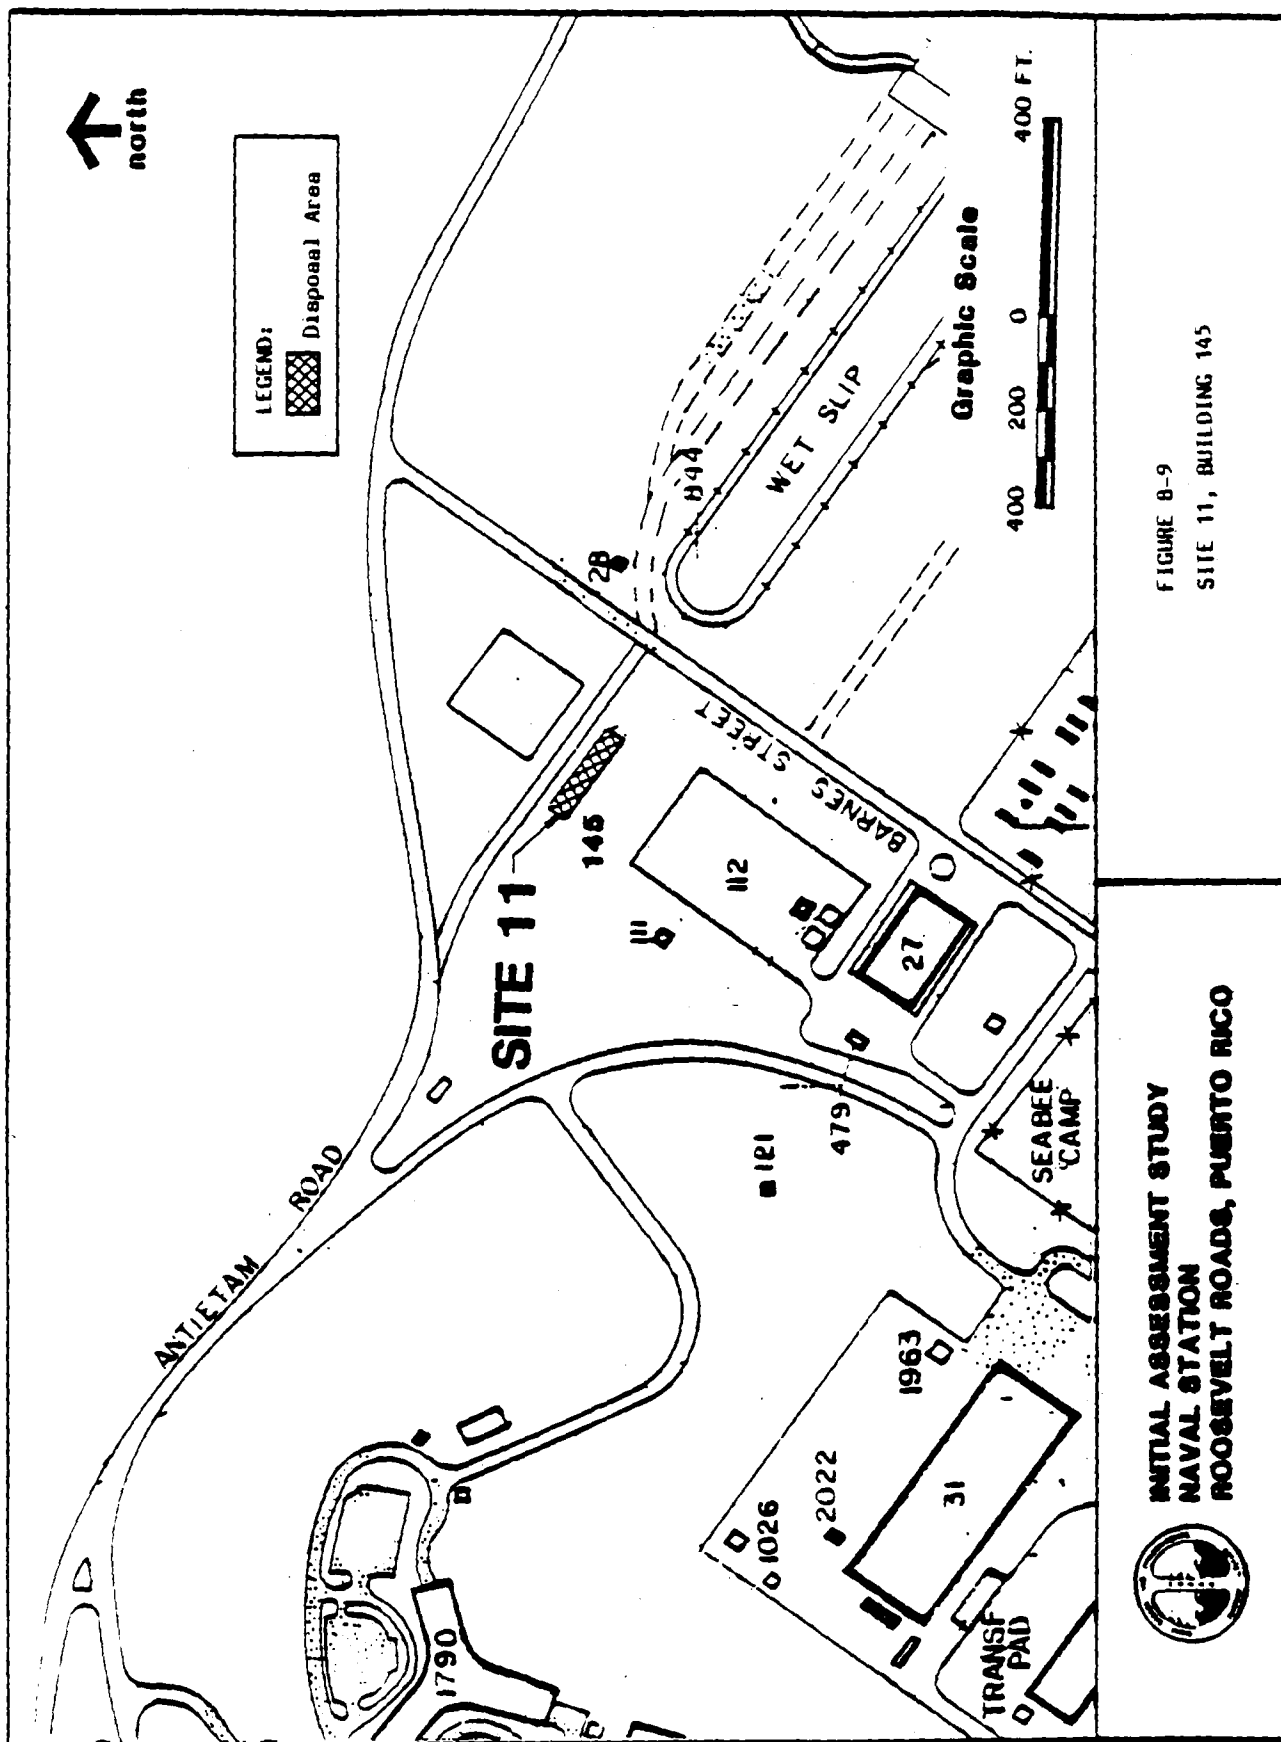 north
LEGEND:
Disposal Area
ANTIETAM ROAD
SITE 11
145
28
844
WET SLIP
BARNES STREET
112
111
27
479
121
SEABEE
CAMP
1963
2022
1026
31
1790
TRANSF
PAD
Graphic Scale
400 200 0 400 FT.
FIGURE 8-9
SITE 11, BUILDING 145
INITIAL ASSESSMENT STUDY
NAVAL STATION
ROOSEVELT ROADS, PUERTO RICO